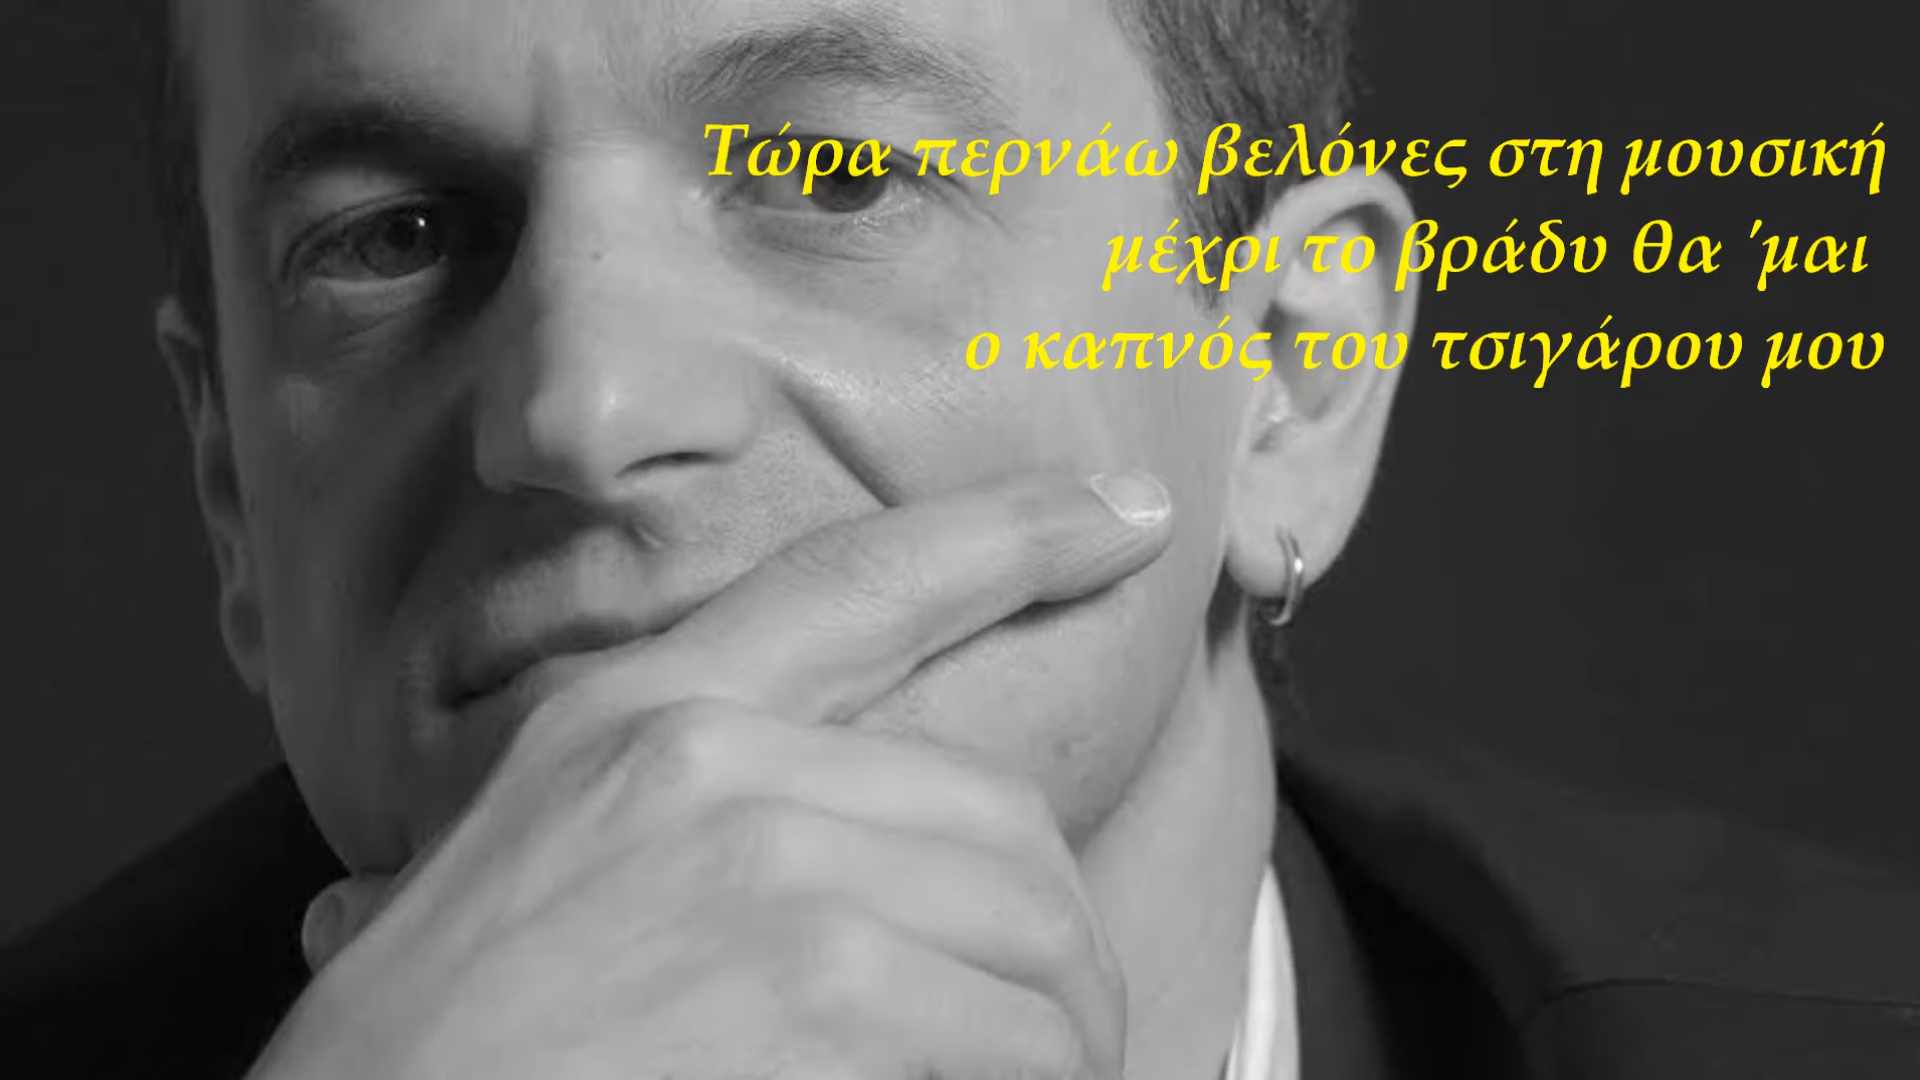 Τώρα περνάω βελόνες στη μουσική
μέχρι το βράδυ θα 'μαι
ο καπνός του τσιγάρου μου